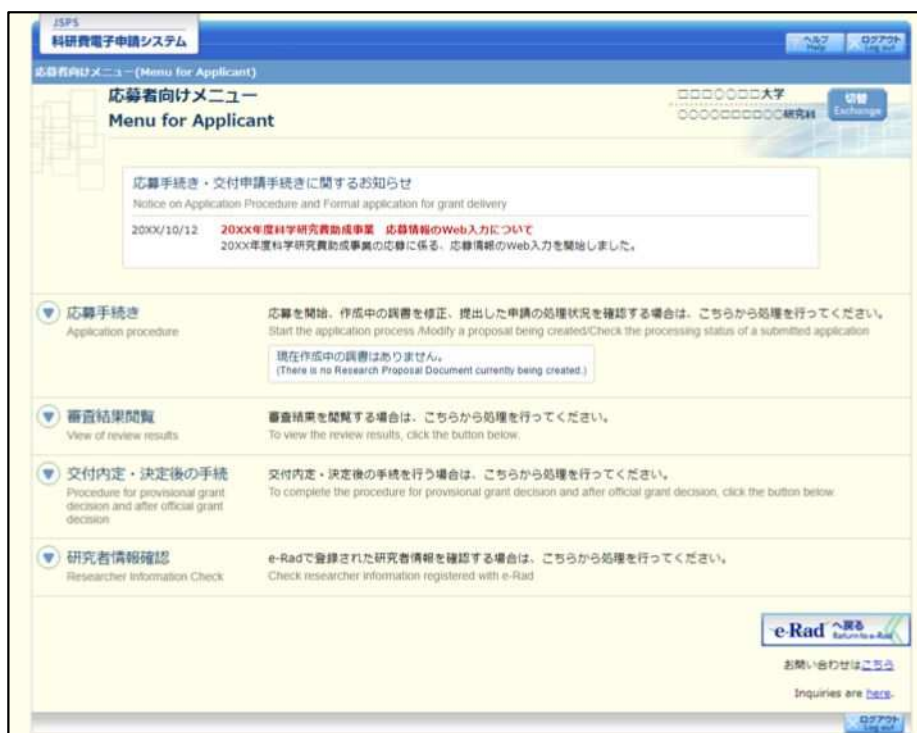 JSPS
科研費電子申請システム
ヘルプ
Help
ログアウト
Log out
応募者向けメニュー(Menu for Applicant)
応募者向けメニュー
Menu for Applicant
□□□○○□□大学
○○○○□□□□○○研究科
切替
Exchange
応募手続き・交付申請手続きに関するお知らせ
Notice on Application Procedure and Formal application for grant delivery
20XX/10/12 20XX年度科学研究費助成事業 応募情報のWeb入力について
20XX年度科学研究費助成事業の応募に係る、応募情報のWeb入力を開始しました。
応募手続き
Application procedure
応募を開始、作成中の調書を修正、提出した申請の処理状況を確認する場合は、こちらから処理を行ってください。
Start the application process /Modify a proposal being created/Check the processing status of a submitted application
現在作成中の調書はありません。
(There is no Research Proposal Document currently being created.)
審査結果閲覧
View of review results
審査結果を閲覧する場合は、こちらから処理を行ってください。
To view the review results, click the button below.
交付内定・決定後の手続
Procedure for provisional grant
decision and after official grant
decision
交付内定・決定後の手続を行う場合は、こちらから処理を行ってください。
To complete the procedure for provisional grant decision and after official grant decision, click the button below.
研究者情報確認
Researcher Information Check
e-Radで登録された研究者情報を確認する場合は、こちらから処理を行ってください。
Check researcher information registered with e-Rad
e-Rad へ戻る
Return to e-Rad
お問い合わせはこちら
Inquiries are here.
ログアウト
Log out